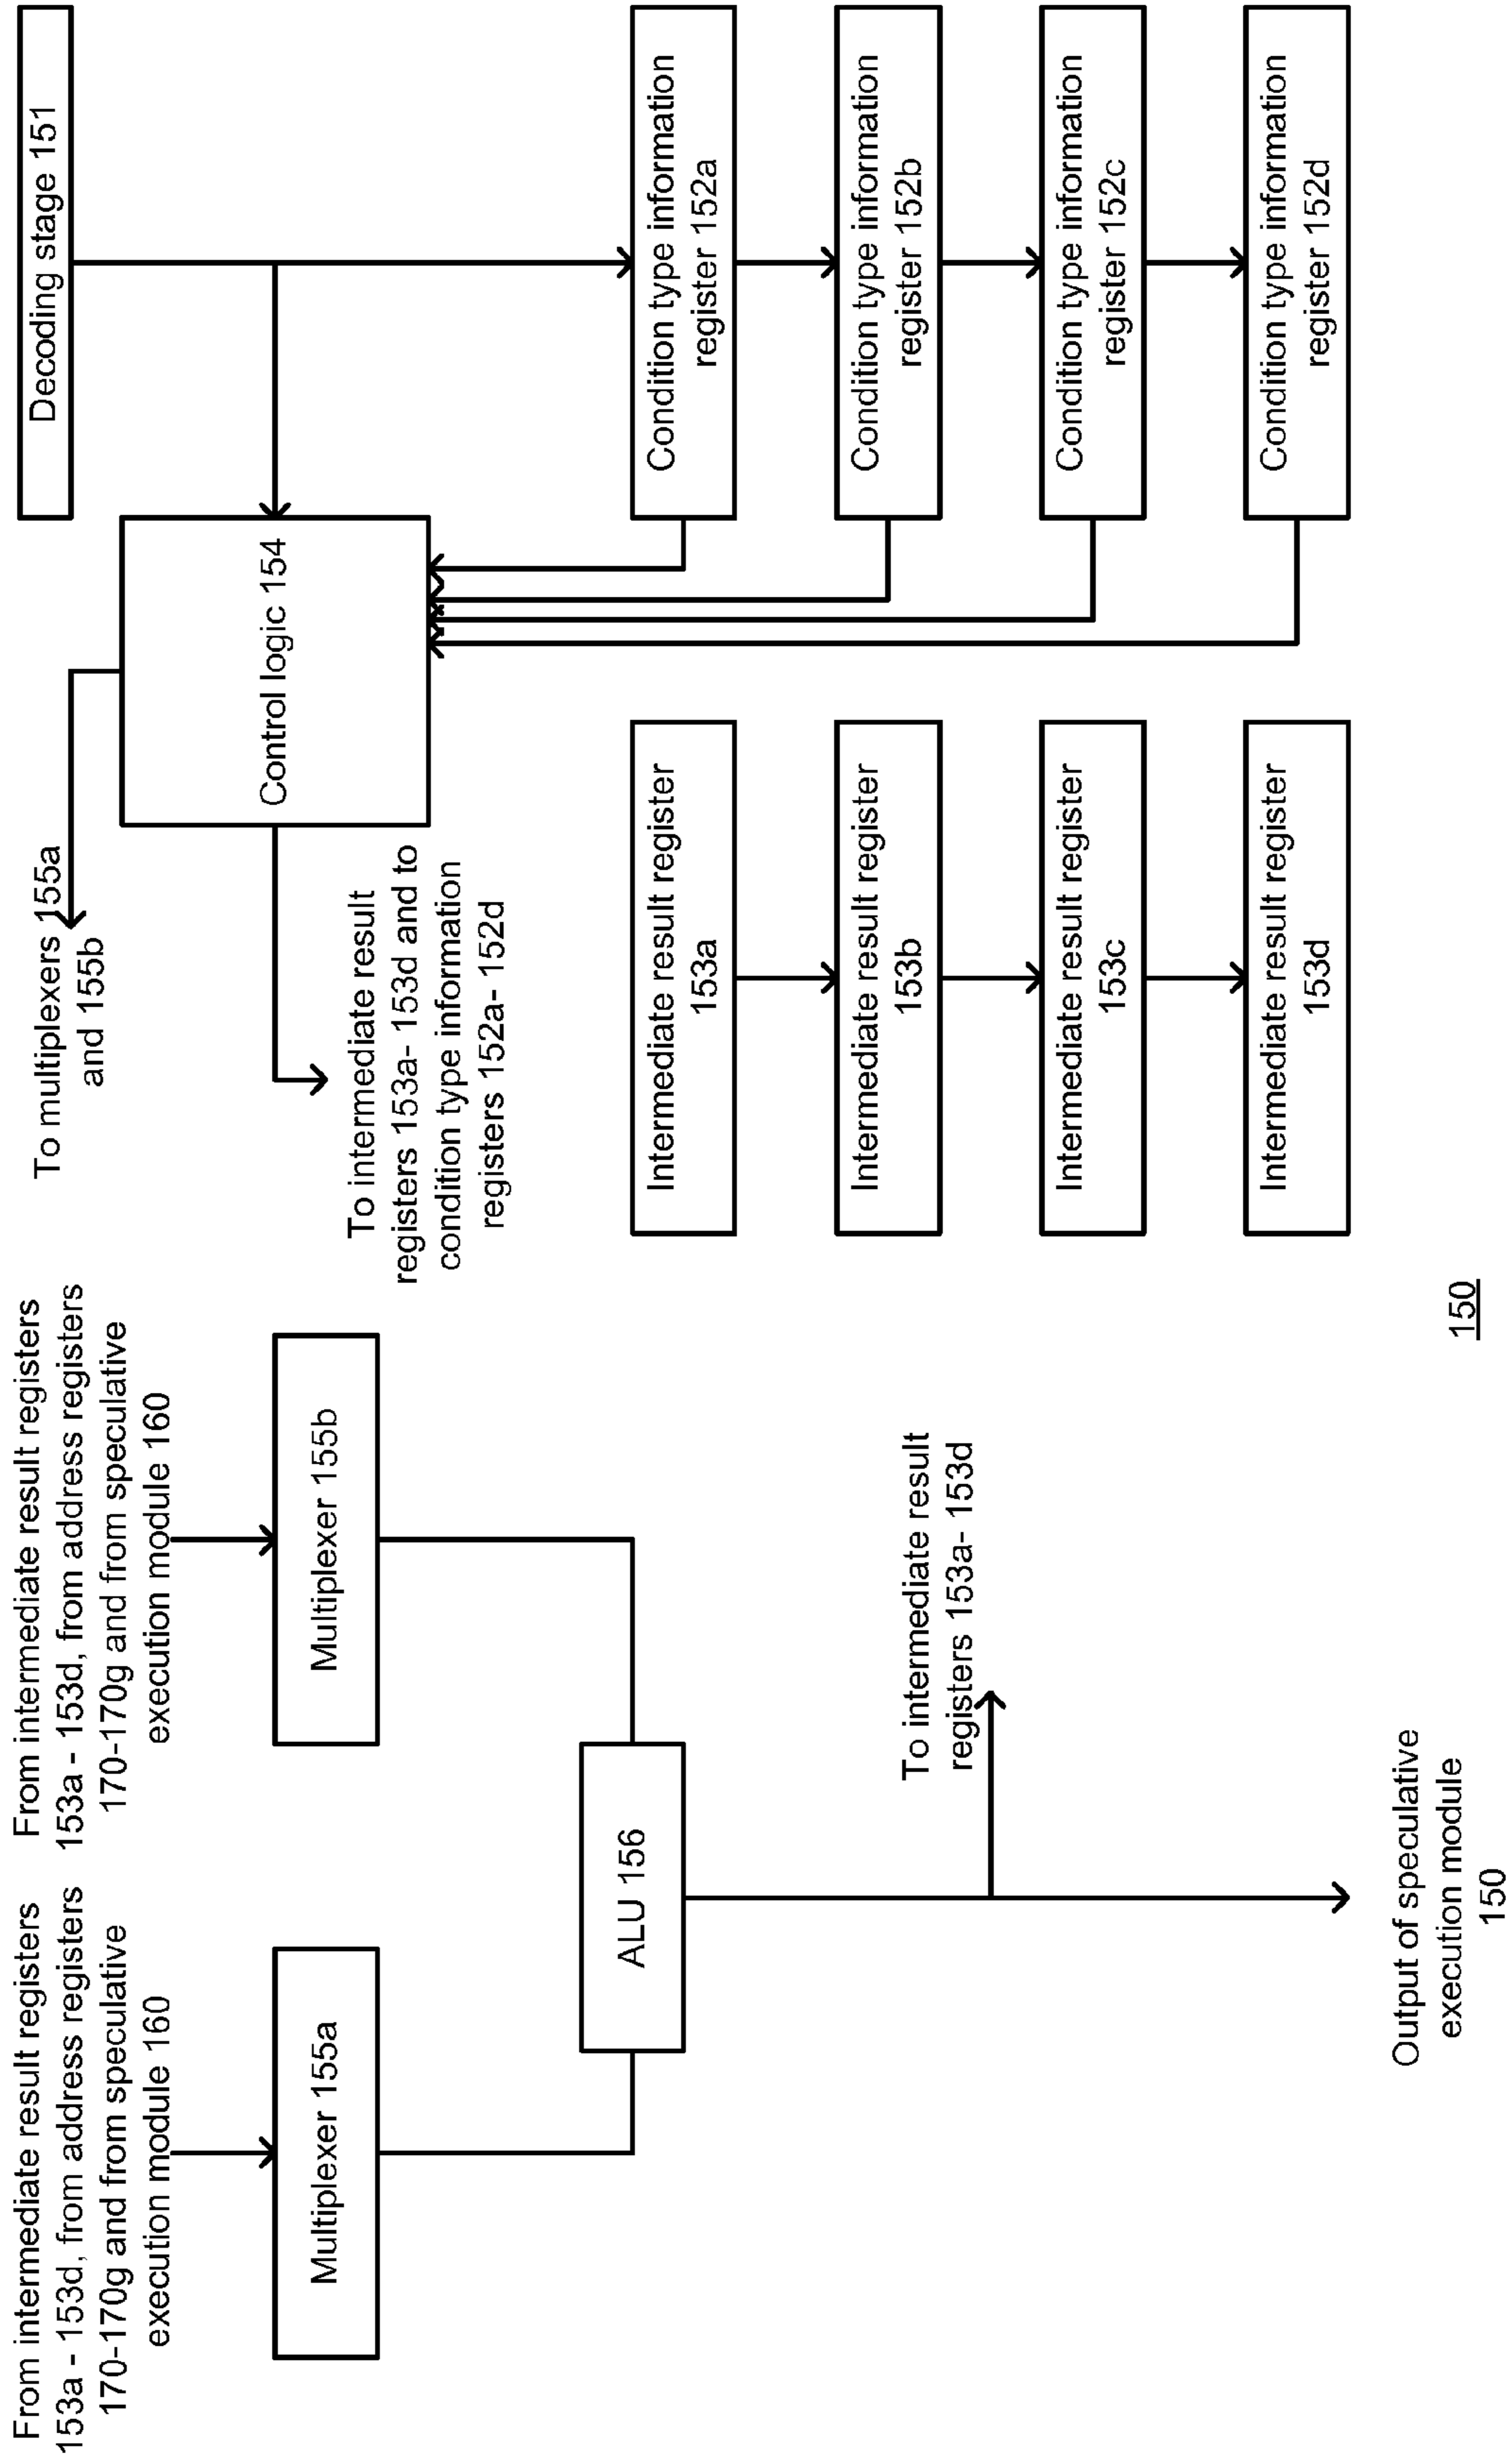 From intermediate result registers
153a - 153d, from address registers
170-170g and from speculative
execution module 160
From intermediate result registers
153a - 153d, from address registers
170-170g and from speculative
execution module 160
To multiplexers 155a
and 155b
Decoding stage 151
Multiplexer 155a
Multiplexer 155b
Control logic 154
To intermediate result
registers 153a- 153d and to
condition type information
registers 152a- 152d
ALU 156
Intermediate result register
153a
Condition type information
register 152a
Intermediate result register
153b
Condition type information
register 152b
To intermediate result
registers 153a- 153d
Intermediate result register
153c
Condition type information
register 152c
Intermediate result register
153d
Condition type information
register 152d
Output of speculative
execution module
150
150